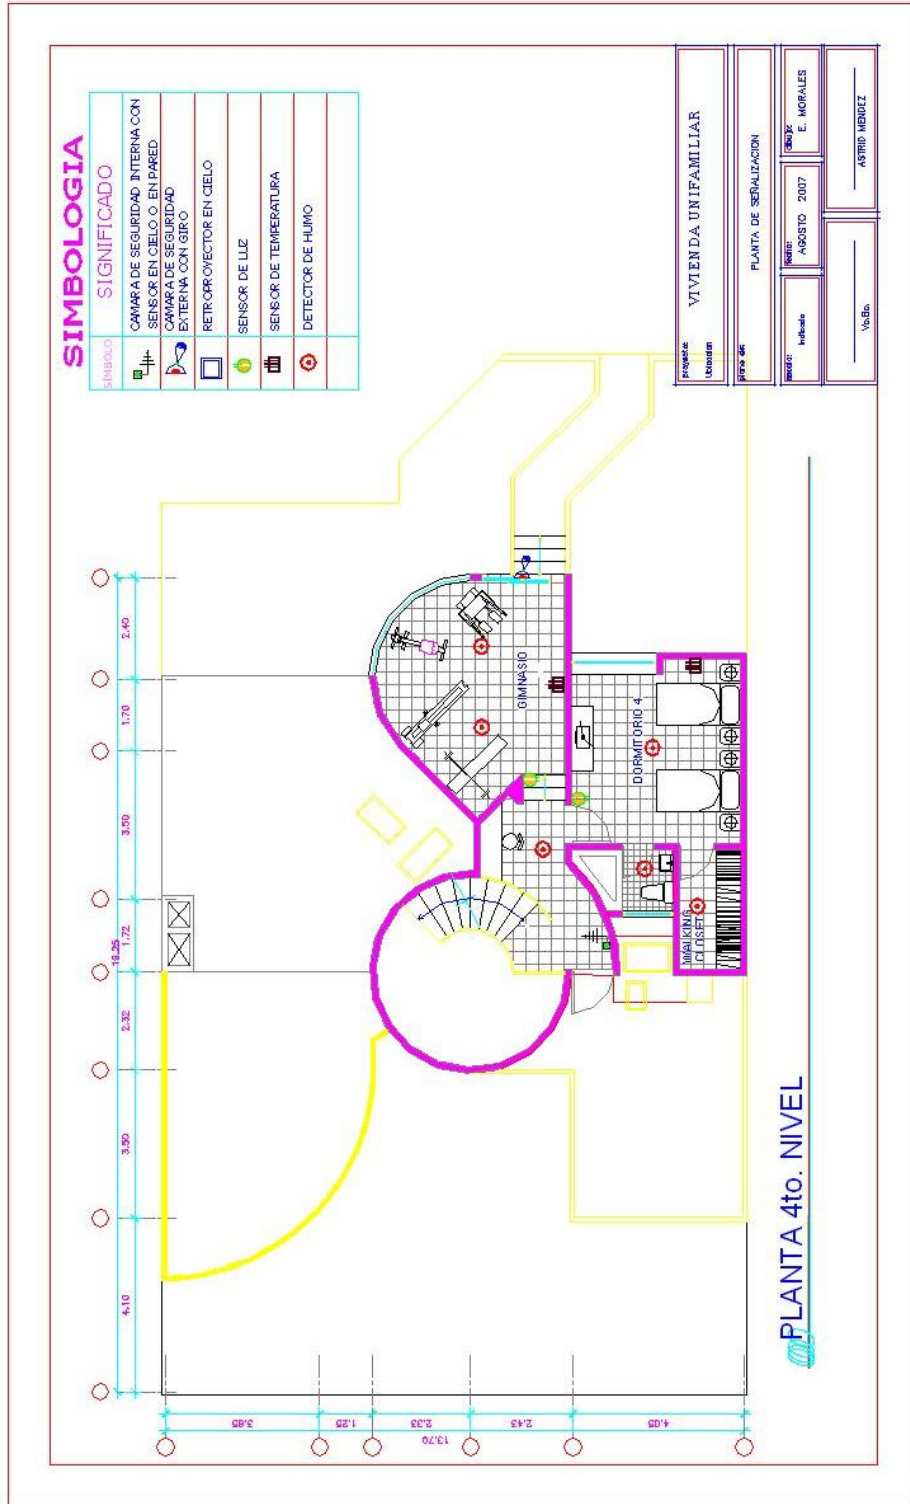 SIMBOLOGIA
SIMBOLO SIGNIFICADO
CAMARA DE SEGURIDAD INTERNA CON
SENSOR EN CIELO O EN PARED
CAMARA DE SEGURIDAD
EXTERNA CON GIRO
RETROPROYECTOR EN CIELO
SENSOR DE LUZ
SENSOR DE TEMPERATURA
DETECTOR DE HUMO
4.10 3.50 2.32 1.72 3.50 1.70 2.40
19.25
3.85
1.25
2.33
2.43
4.05
13.70
GIMNASIO
DORMITORIO 4
WALKING
CLOSET
PLANTA 4to. NIVEL
proyecto:
VIVIENDA UNIFAMILIAR
Ubicacion
plano de:
PLANTA DE SEÑALIZACION
escala:
Indicada
fecha:
AGOSTO 2007
dibujo:
E. MORALES
Vo.Bo.
ASTRID MENDEZ